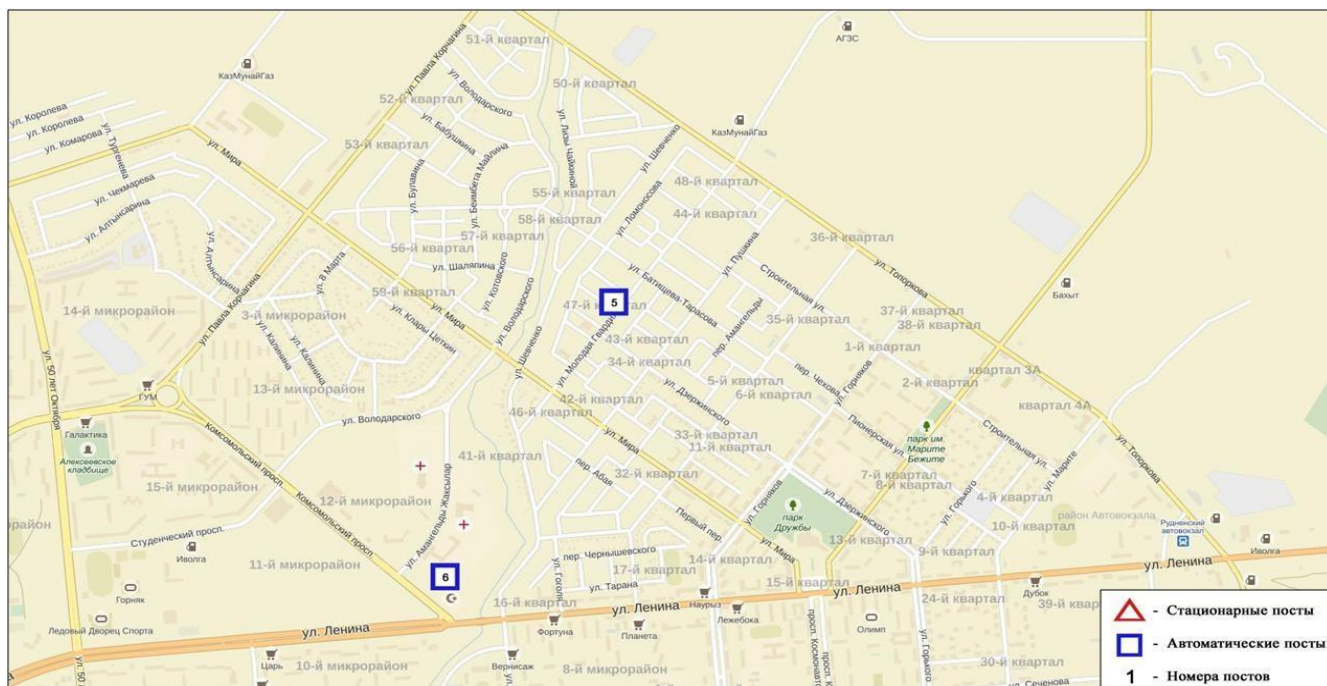 51-й квартал
АГЗС
ул. Павла Корчагина
КазМунайГаз
ул. Володарского
50-й квартал
52-й квартал
ул. Королева
ул. Королева
ул. Комарова
ул. Тургенева
КазМунайГаз
ул. Бабушкина
ул. Лизы Чайкиной
ул. Шевченко
53-й квартал
ул. Мира
ул. Беимбета Майлина
ул. Булавина
48-й квартал
ул. Чехмарева
55-й квартал
ул. Ломоносова
44-й квартал
ул. Алтынсарина
58-й квартал
57-й квартал
36-й квартал
56-й квартал
ул. Пушкина
ул. Алтынсарина
ул. 8 Марта
ул. Шаляпина
ул. Батищева-Тарасова
Строительная ул.
ул. Топоркова
ул. Котовского
Бахыт
59-й квартал
5
47-й квартал
14-й микрорайон
ул. Павла Корчагина
3-й микрорайон
ул. Мира
ул. Володарского
ул. Клары Цеткин
пер. Амангельды
35-й квартал
37-й квартал
38-й квартал
ул. Калинина
ул. Калинина
ул. Шевченко
ул. Молодая Гвардия
43-й квартал
1-й квартал
34-й квартал
квартал 3А
13-й микрорайон
5-й квартал
пер. Чехова
ул. Горняков
2-й квартал
ГУМ
42-й квартал
ул. Дзержинского
6-й квартал
квартал 4А
ул. 50 лет Октября
ул. Володарского
46-й квартал
Галактика
Алексеевское
кладбище
ул. Мира
33-й квартал
Пионерская ул.
парк им.
Марите
Бежите
Строительная ул.
11-й квартал
ул. Топоркова
41-й квартал
пер. Абая
32-й квартал
7-й квартал
ул. Марите
15-й микрорайон
Комсомольский просп.
12-й микрорайон
ул. Амангельды Жаксылар
ул. Горняков
8-й квартал
ул. Горького
4-й квартал
парк
Дружбы
ул. Дзержинского
район Автовокзала
Первый пер.
10-й квартал
Рудненский
автовокзал
Студенческий просп.
Комсомольский просп.
Иволга
ул. Мира
13-й квартал
9-й квартал
Иволга
пер. Чернышевского
11-й микрорайон
14-й квартал
17-й квартал
6
ул. Гоголя
ул. Тарана
15-й квартал
ул. Ленина
Горняк
16-й квартал
ул. Ленина
Наурыз
Дубок
24-й квартал
39-й
Лежебока
Ледовый Дворец Спорта
ул. Ленина
Фортуна
Планета
Олимп
просп. Космонавтов
ул. Горького
Царь
10-й микрорайон
Вернисаж
8-й микрорайон
30-й квартал
ул. Сеченова
- Стационарные посты
- Автоматические посты
1 - Номера постов